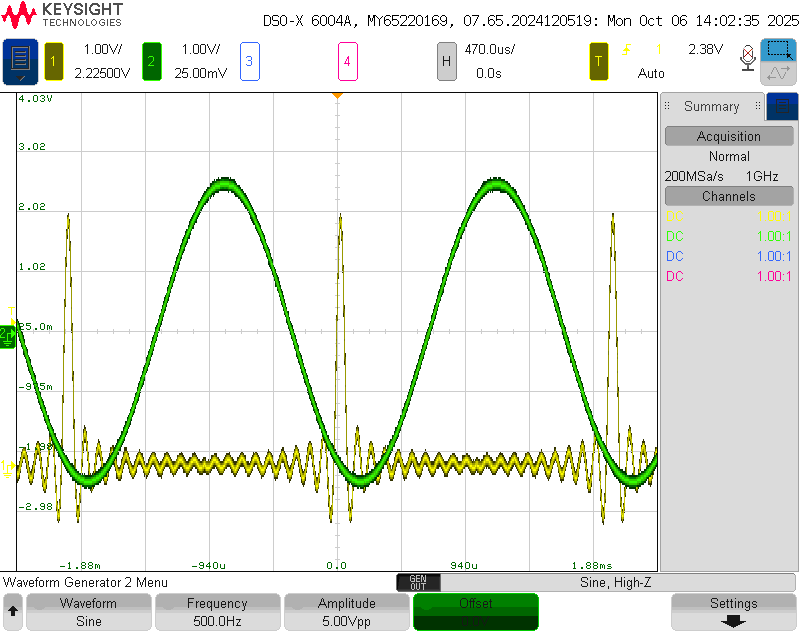 KEYSIGHT
TECHNOLOGIES
DSO-X 6004A, MY65220169, 07.65.2024120519: Mon Oct 06 14:02:35 2025
1 1.00V/ 2.22500V
2 1.00V/ 25.00mV
3
4
H 470.0us/ 0.0s
T 1 2.38V
Auto
4.03V
3.02
2.02
1.02
25.0m
-975m
-1.98
-2.98
-1.88m -940u 0.0 940u 1.88ms
Summary
Acquisition
Normal
200MSa/s 1GHz
Channels
DC 1.00:1
DC 1.00:1
DC 1.00:1
DC 1.00:1
Waveform Generator 2 Menu
GEN OUT
Sine, High-Z
Waveform
Sine
Frequency
500.0Hz
Amplitude
5.00Vpp
Offset
0.0V
Settings